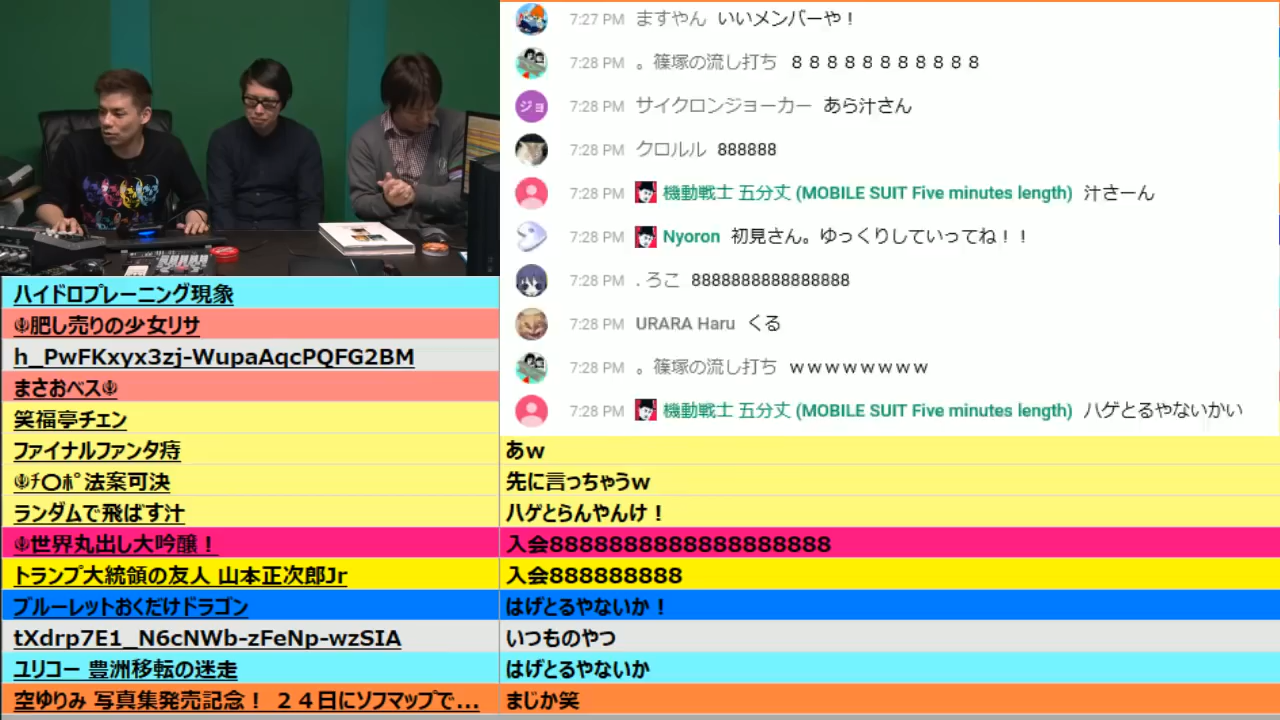 7:27 PM ますやん いいメンバーや！
7:28 PM 。篠塚の流し打ち ８８８８８８８８８８８
ジョ 7:28 PM サイクロンジョーカー あら汁さん
7:28 PM クロルル 888888
7:28 PM 機動戦士 五分丈 (MOBILE SUIT Five minutes length) 汁さーん
7:28 PM Nyoron 初見さん。ゆっくりしていってね！！
7:28 PM . ろこ 8888888888888888
7:28 PM URARA Haru くる
7:28 PM 。篠塚の流し打ち ｗｗｗｗｗｗｗｗ
7:28 PM 機動戦士 五分丈 (MOBILE SUIT Five minutes length) ハゲとるやないかい
ハイドロプレーニング現象
☬肥し売りの少女リサ
h_PwFKxyx3zj-WupaAqcPQFG2BM
まさおベス☬
笑福亭チェン
ファイナルファンタ痔 あｗ
☬ﾁ〇ﾎﾟ法案可決 先に言っちゃうｗ
ランダムで飛ばす汁 ハゲとらんやんけ！
☬世界丸出し大吟醸！ 入会8888888888888888888
トランプ大統領の友人 山本正次郎Jr 入会888888888
ブルーレットおくだけドラゴン はげとるやないか！
tXdrp7E1_N6cNWb-zFeNp-wzSIA いつものやつ
ユリコー 豊洲移転の迷走 はげとるやないか
空ゆりみ 写真集発売記念！ ２４日にソフマップで... まじか笑